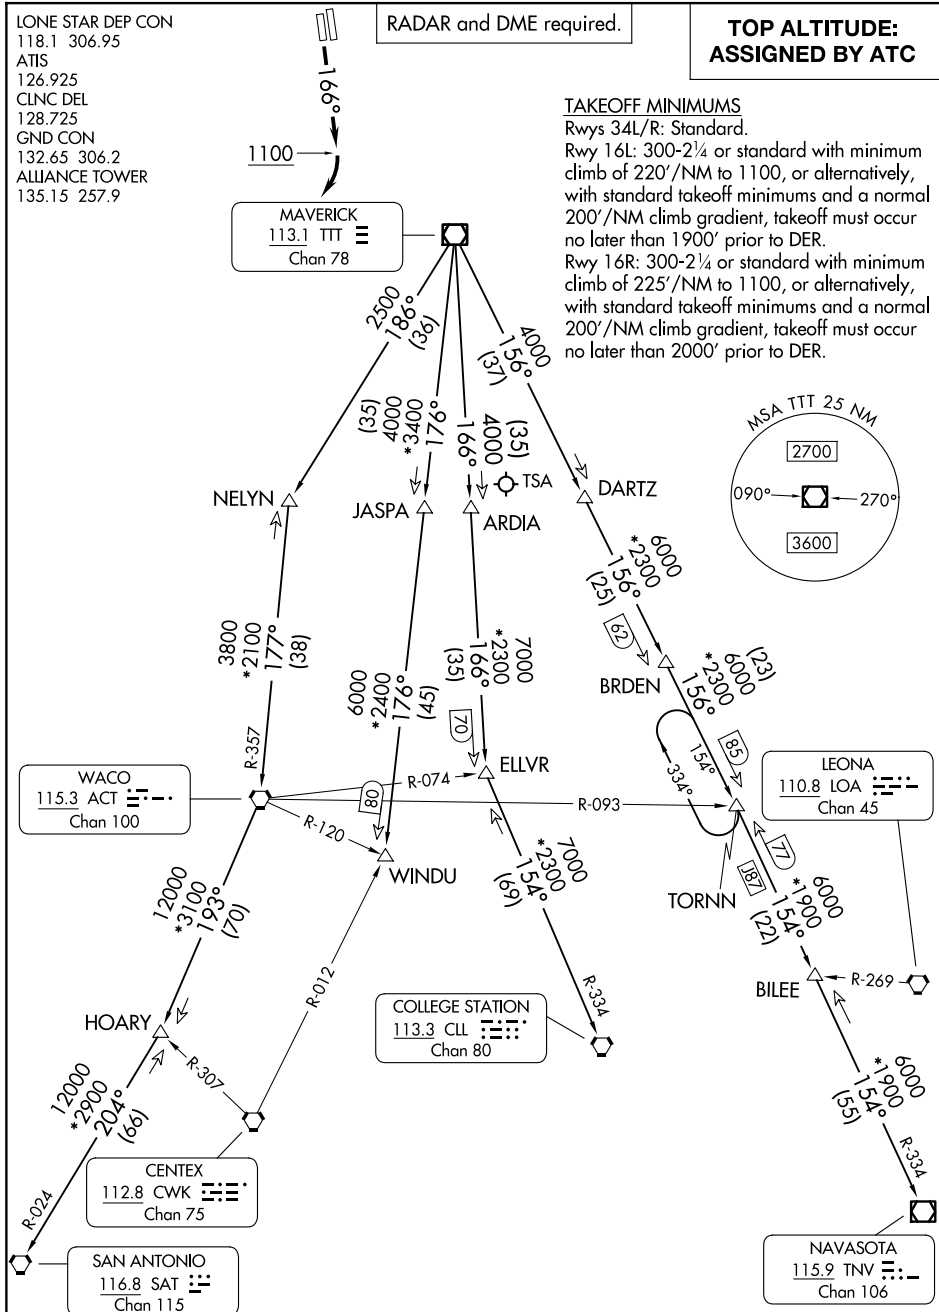 LONE STAR DEP CON
118.1 306.95
ATIS
126.925
CLNC DEL
128.725
GND CON
132.65 306.2
ALLIANCE TOWER
135.15 257.9
RADAR and DME required.
TOP ALTITUDE:
ASSIGNED BY ATC
TAKEOFF MINIMUMS
Rwys 34L/R: Standard.
Rwy 16L: 300-2¼ or standard with minimum
climb of 220'/NM to 1100, or alternatively,
with standard takeoff minimums and a normal
200'/NM climb gradient, takeoff must occur
no later than 1900' prior to DER.
Rwy 16R: 300-2¼ or standard with minimum
climb of 225'/NM to 1100, or alternatively,
with standard takeoff minimums and a normal
200'/NM climb gradient, takeoff must occur
no later than 2000' prior to DER.
166°
1100
MAVERICK
113.1 TTT
Chan 78
2500
186°
(36)
(35)
4000
*3400
176°
166°
4000
(35)
4000
156°
(37)
TSA
MSA TTT 25 NM
2700
090°
270°
3600
NELYN
JASPA
ARDIA
DARTZ
3800
*2100
177°
(38)
6000
*2400
176°
(45)
7000
*2300
166°
(35)
6000
*2300
156°
(25)
62
BRDEN
(23)
6000
*2300
156°
70
80
85
154°
334°
R-357
WACO
115.3 ACT
Chan 100
R-074
ELLVR
R-093
R-120
WINDU
LEONA
110.8 LOA
Chan 45
TORNN
J87
77
6000
*1900
154°
(22)
7000
*2300
154°
(69)
12000
*3100
193°
(70)
R-012
BILEE
R-269
COLLEGE STATION
113.3 CLL
Chan 80
R-334
HOARY
R-307
12000
*2900
204°
(66)
R-024
6000
*1900
154°
(55)
R-334
CENTEX
112.8 CWK
Chan 75
SAN ANTONIO
116.8 SAT
Chan 115
NAVASOTA
115.9 TNV
Chan 106